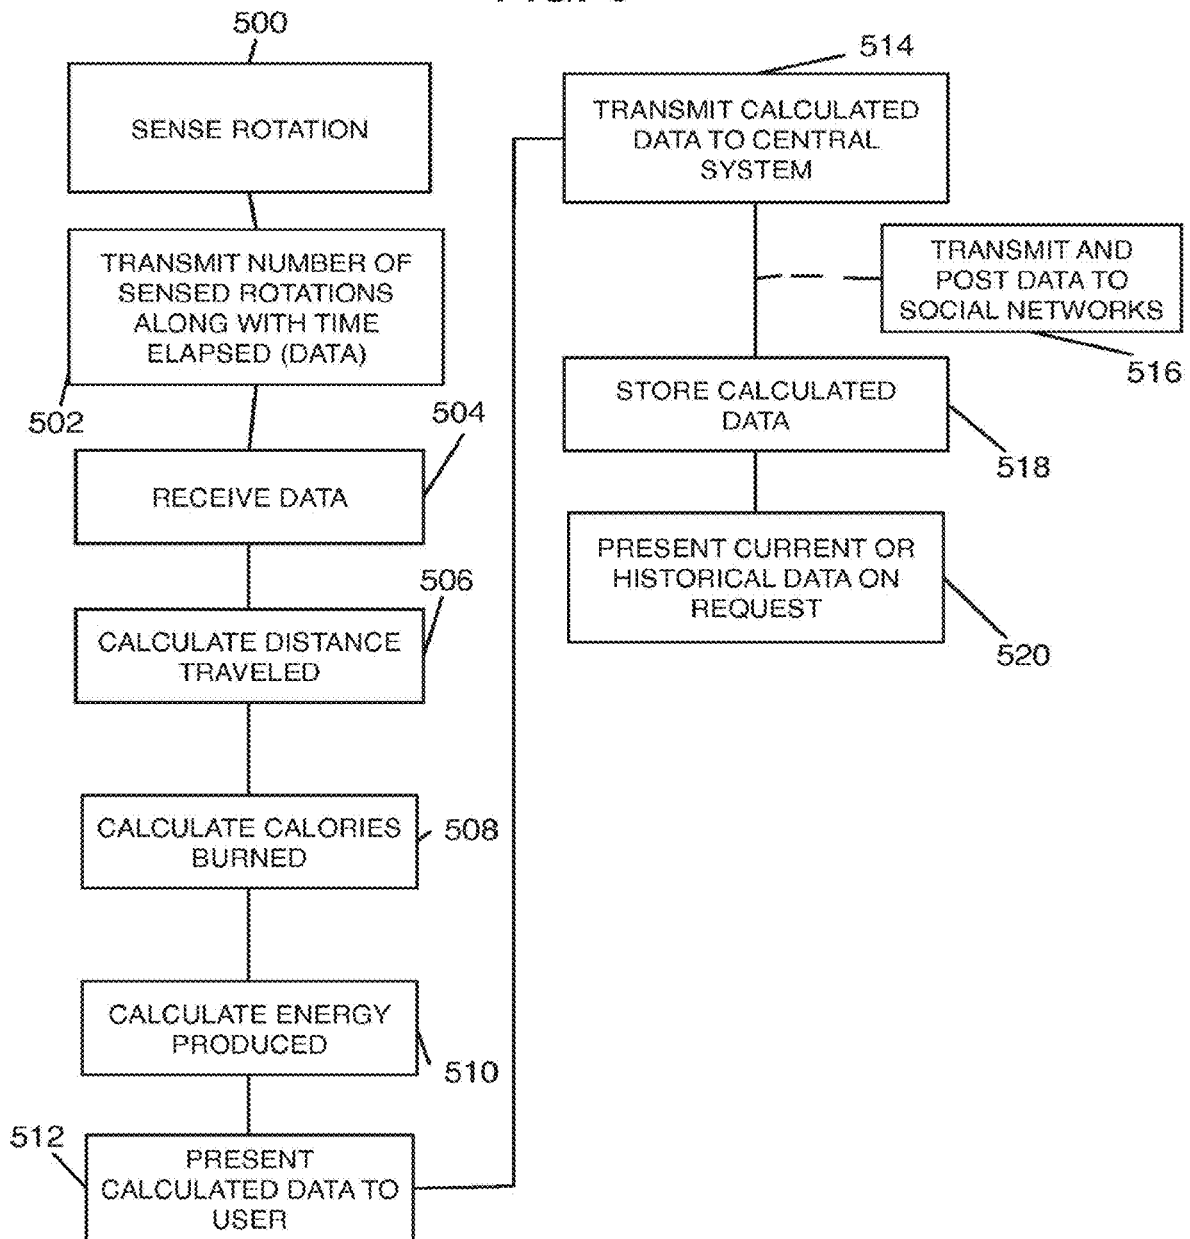 500
SENSE ROTATION
TRANSMIT NUMBER OF
SENSED ROTATIONS
ALONG WITH TIME
ELAPSED (DATA)
502
504
RECEIVE DATA
506
CALCULATE DISTANCE
TRAVELED
CALCULATE CALORIES
BURNED
508
CALCULATE ENERGY
PRODUCED
510
512
PRESENT
CALCULATED DATA TO
USER
514
TRANSMIT CALCULATED
DATA TO CENTRAL
SYSTEM
TRANSMIT AND
POST DATA TO
SOCIAL NETWORKS
516
STORE CALCULATED
DATA
518
PRESENT CURRENT OR
HISTORICAL DATA ON
REQUEST
520